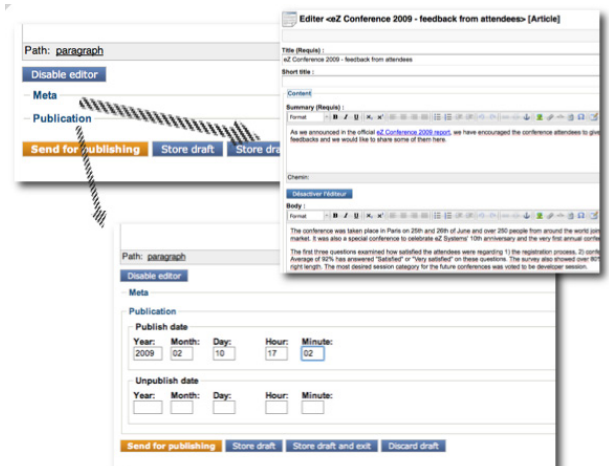 Path: paragraph
Disable editor
Meta
Publication
Send for publishing Store draft Store dra
Editer <eZ Conference 2009 - feedback from attendees> [Article]
Title (Requis) :
eZ Conference 2009 - feedback from attendees
Short title :
Content
Summary (Requis) :
Format B I U
As we announced in the official eZ Conference 2009 report, we have encouraged the conference attendees to give
feedbacks and we would like to share some of them here.
Chemin:
Désactiver l'éditeur
Body :
Format B I U
The conference was taken place in Paris on 25th and 26th of June and over 250 people from around the world join
market. It was also a special conference to celebrate eZ Systems' 10th anniversary and the very first annual confe
The first three questions examined how satisfied the attendees were regarding 1) the registration process, 2) confe
Average of 92% has answered "Satisfied" or "Very satisfied" on these questions. The survey also showed over 80%
right length. The most desired session category for the future conferences was voted to be developer session.
Path: paragraph
Disable editor
Meta
Publication
Publish date
Year: Month: Day: Hour: Minute:
2009 02 10 17 02
Unpublish date
Year: Month: Day: Hour: Minute:
Send for publishing Store draft Store draft and exit Discard draft